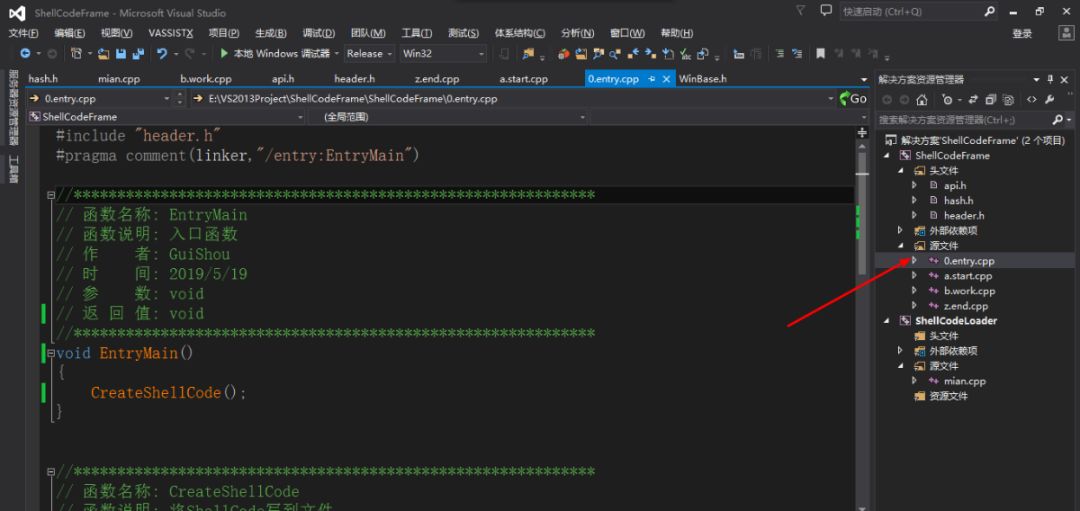 ShellCodeFrame - Microsoft Visual Studio
快速启动 (Ctrl+Q)
文件(F) 编辑(E) 视图(V) VASSISTX 项目(P) 生成(B) 调试(D) 团队(M) 工具(T) 测试(S) 体系结构(C) 分析(N) 窗口(W) 帮助(H)
登录
本地 Windows 调试器 Release Win32
hash.h mian.cpp b.work.cpp api.h header.h z.end.cpp a.start.cpp 0.entry.cpp WinBase.h
0.entry.cpp E:\VS2013Project\ShellCodeFrame\ShellCodeFrame\0.entry.cpp Go
ShellCodeFrame (全局范围)
#include "header.h"
#pragma comment(linker,"/entry:EntryMain")
//************************************************************
// 函数名称: EntryMain
// 函数说明: 入口函数
// 作 者: GuiShou
// 时 间: 2019/5/19
// 参 数: void
// 返 回 值: void
//************************************************************
void EntryMain()
{
CreateShellCode();
}
//************************************************************
// 函数名称: CreateShellCode
// 函数说明: 将ShellCode写到文件
解决方案资源管理器
搜索解决方案资源管理器(Ctrl+;)
解决方案'ShellCodeFrame' (2 个项目)
ShellCodeFrame
头文件
api.h
hash.h
header.h
外部依赖项
源文件
0.entry.cpp
a.start.cpp
b.work.cpp
z.end.cpp
ShellCodeLoader
头文件
外部依赖项
源文件
mian.cpp
资源文件
工具箱